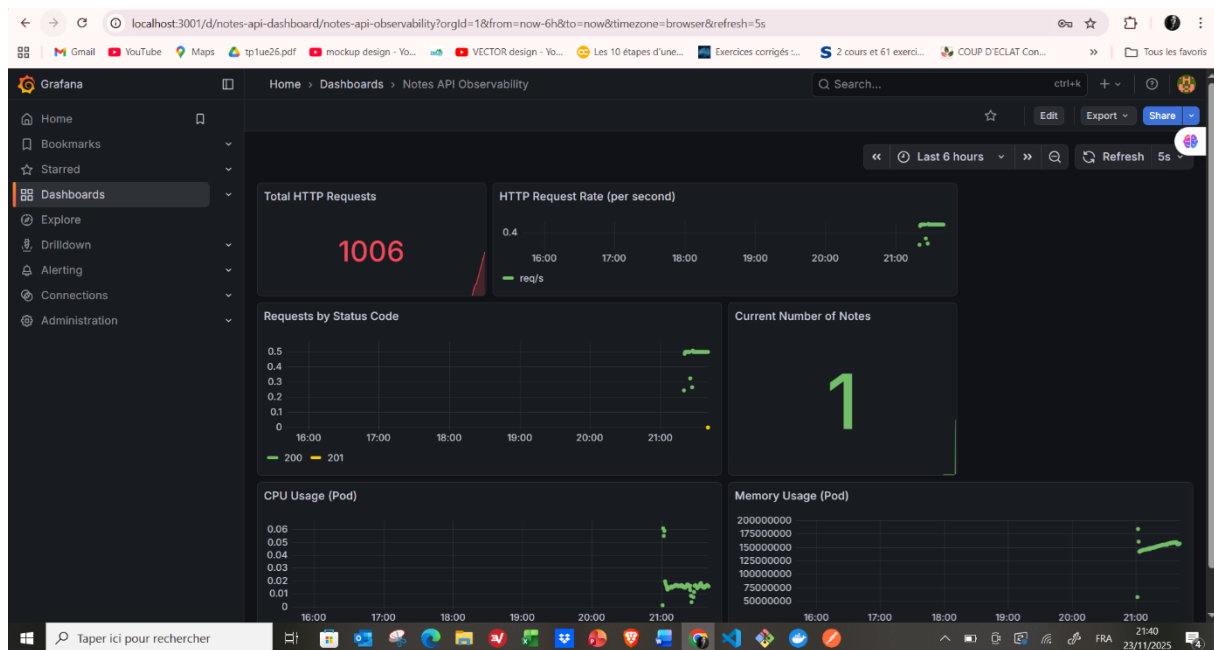 localhost:3001/d/notes-api-dashboard/notes-api-observability?orgId=1&from=now-6h&to=now&timezone=browser&refresh=5s
Gmail YouTube Maps tp1ue26.pdf mockup design - Yo... VECTOR design - Yo... Les 10 étapes d'une... Exercices corrigés :... 2 cours et 61 exerci... COUP D'ECLAT Con... » Tous les favoris
Grafana Home › Dashboards › Notes API Observability Search... ctrl+k
Home Edit Export Share
Bookmarks
Last 6 hours Refresh 5s
Starred
Dashboards
Explore
Drilldown
Alerting
Connections
Administration
Total HTTP Requests
1006
HTTP Request Rate (per second)
0.4
16:00 17:00 18:00 19:00 20:00 21:00
req/s
Requests by Status Code
0.5
0.4
0.3
0.2
0.1
0
16:00 17:00 18:00 19:00 20:00 21:00
200 201
Current Number of Notes
1
CPU Usage (Pod)
0.06
0.05
0.04
0.03
0.02
0.01
0
16:00 17:00 18:00 19:00 20:00 21:00
Memory Usage (Pod)
200000000
175000000
150000000
125000000
100000000
75000000
50000000
16:00 17:00 18:00 19:00 20:00 21:00
Taper ici pour rechercher
FRA
21:40
23/11/2025